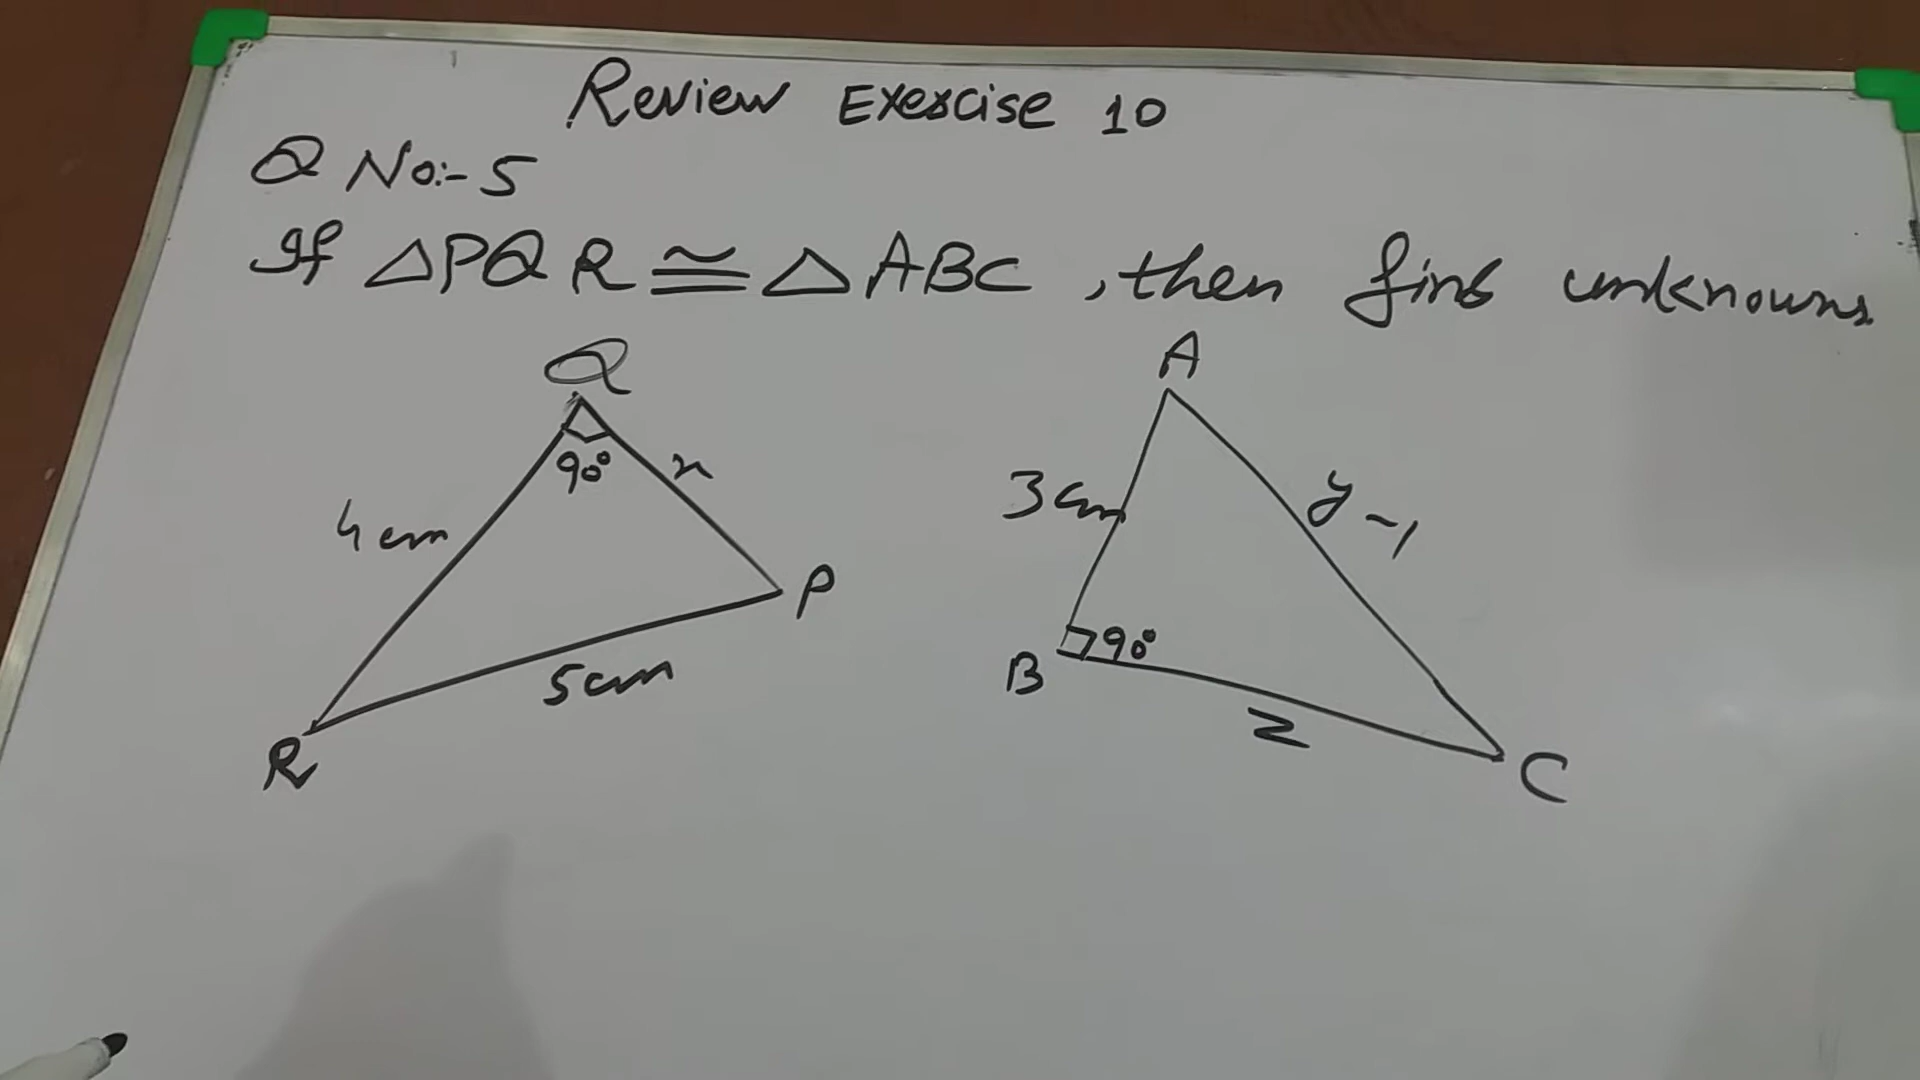 Review Exercise 10
Q No:- 5
If △PQR ≅ △ABC, then find unknowns.
Q
A
90°
x
3cm
y-1
4cm
P
90°
B
5cm
z
R
C